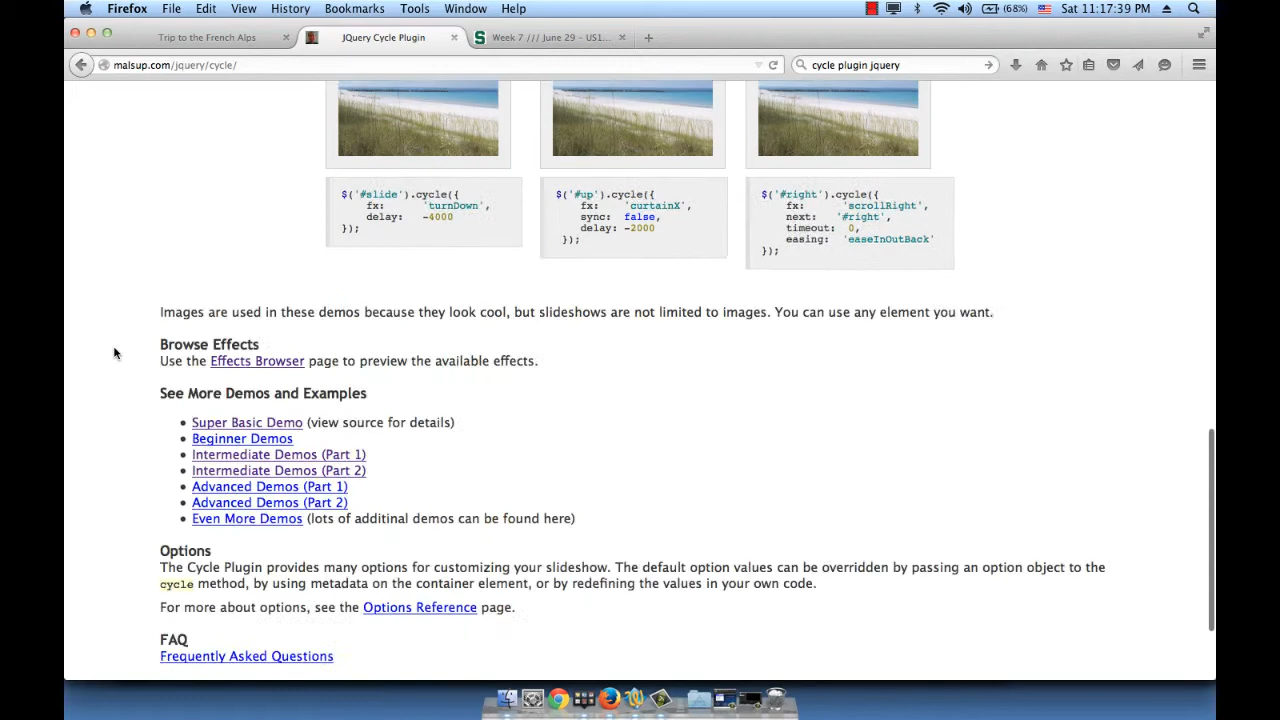 Firefox File Edit View History Bookmarks Tools Window Help (68%) Sat 11:17:39 PM
Trip to the French Alps × JQuery Cycle Plugin × Week 7 /// June 29 – US1... × +
malsup.com/jquery/cycle/ cycle plugin jquery
$('#slide').cycle({
fx: 'turnDown',
delay: -4000
});
$('#up').cycle({
fx: 'curtainX',
sync: false,
delay: -2000
});
$('#right').cycle({
fx: 'scrollRight',
next: '#right',
timeout: 0,
easing: 'easeInOutBack'
});
Images are used in these demos because they look cool, but slideshows are not limited to images. You can use any element you want.
Browse Effects
Use the Effects Browser page to preview the available effects.
See More Demos and Examples
• Super Basic Demo (view source for details)
• Beginner Demos
• Intermediate Demos (Part 1)
• Intermediate Demos (Part 2)
• Advanced Demos (Part 1)
• Advanced Demos (Part 2)
• Even More Demos (lots of additinal demos can be found here)
Options
The Cycle Plugin provides many options for customizing your slideshow. The default option values can be overridden by passing an option object to the
cycle method, by using metadata on the container element, or by redefining the values in your own code.
For more about options, see the Options Reference page.
FAQ
Frequently Asked Questions